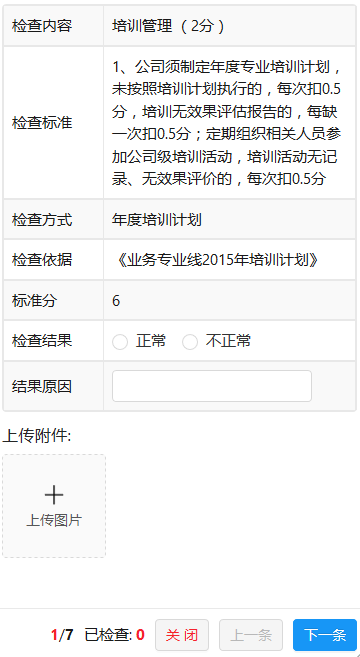 检查内容
培训管理 （2分）
检查标准
1、公司须制定年度专业培训计划，
未按照培训计划执行的，每次扣0.5
分，培训无效果评估报告的，每缺
一次扣0.5分；定期组织相关人员参
加公司级培训活动，培训活动无记
录、无效果评价的，每次扣0.5分
检查方式
年度培训计划
检查依据
《业务专业线2015年培训计划》
标准分
6
检查结果
正常 不正常
结果原因
上传附件:
上传图片
1/7 已检查: 0 关 闭 上一条 下一条